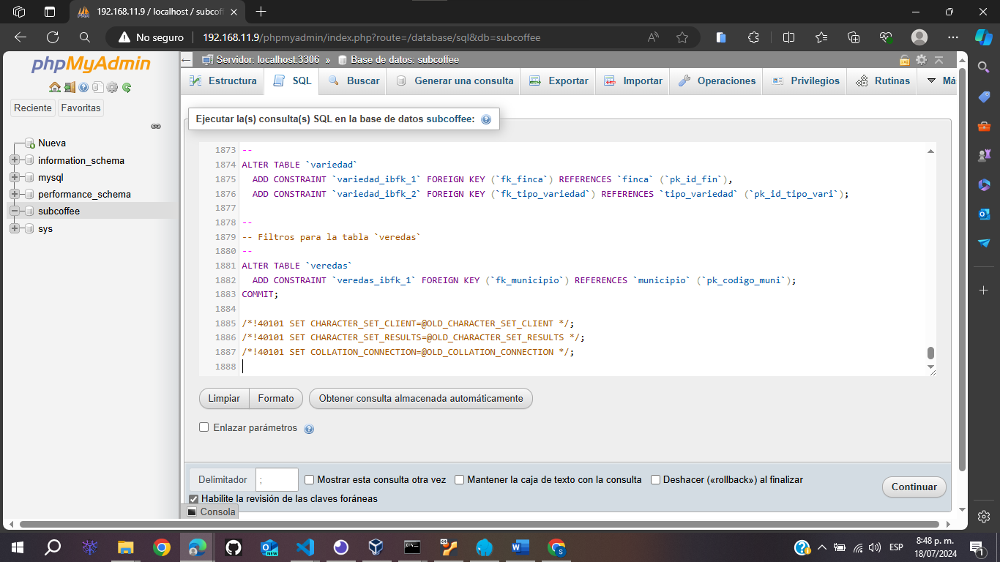 192.168.11.9 / localhost / subcoff
No seguro
192.168.11.9/phpmyadmin/index.php?route=/database/sql&db=subcoffee
phpMyAdmin
Reciente
Favoritas
Nueva
information_schema
mysql
performance_schema
subcoffee
sys
Servidor: localhost:3306 » Base de datos: subcoffee
Estructura
SQL
Buscar
Generar una consulta
Exportar
Importar
Operaciones
Privilegios
Rutinas
Má
Ejecutar la(s) consulta(s) SQL en la base de datos subcoffee:
1873 --
1874 ALTER TABLE `variedad`
1875   ADD CONSTRAINT `variedad_ibfk_1` FOREIGN KEY (`fk_finca`) REFERENCES `finca` (`pk_id_fin`),
1876   ADD CONSTRAINT `variedad_ibfk_2` FOREIGN KEY (`fk_tipo_variedad`) REFERENCES `tipo_variedad` (`pk_id_tipo_vari`);
1877
1878 --
1879 -- Filtros para la tabla `veredas`
1880 --
1881 ALTER TABLE `veredas`
1882   ADD CONSTRAINT `veredas_ibfk_1` FOREIGN KEY (`fk_municipio`) REFERENCES `municipio` (`pk_codigo_muni`);
1883 COMMIT;
1884
1885 /*!40101 SET CHARACTER_SET_CLIENT=@OLD_CHARACTER_SET_CLIENT */;
1886 /*!40101 SET CHARACTER_SET_RESULTS=@OLD_CHARACTER_SET_RESULTS */;
1887 /*!40101 SET COLLATION_CONNECTION=@OLD_COLLATION_CONNECTION */;
1888
Limpiar
Formato
Obtener consulta almacenada automáticamente
Enlazar parámetros
Delimitador
;
Mostrar esta consulta otra vez
Mantener la caja de texto con la consulta
Deshacer («rollback») al finalizar
Habilite la revisión de las claves foráneas
Continuar
Consola
NEW
ESP
8:48 p. m.
18/07/2024
1